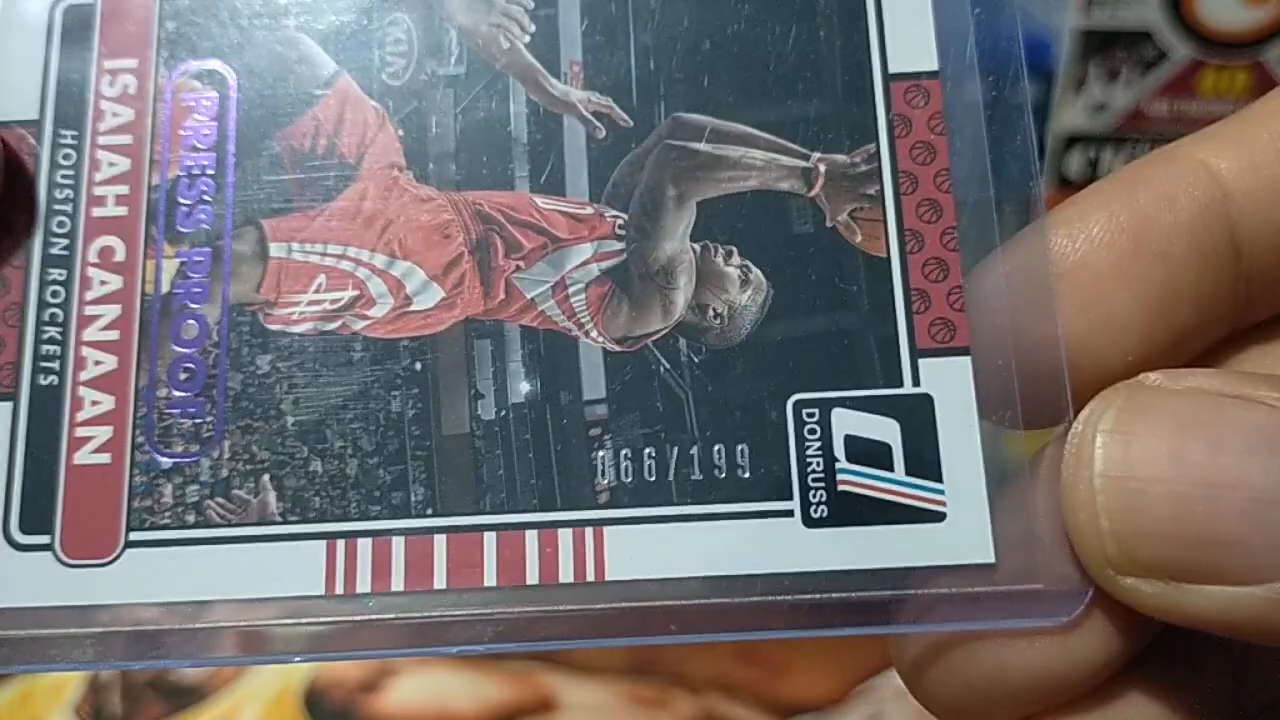 DONRUSS
066/199
KIA
PRESS PROOF
ISAIAH CANAAN
HOUSTON ROCKETS